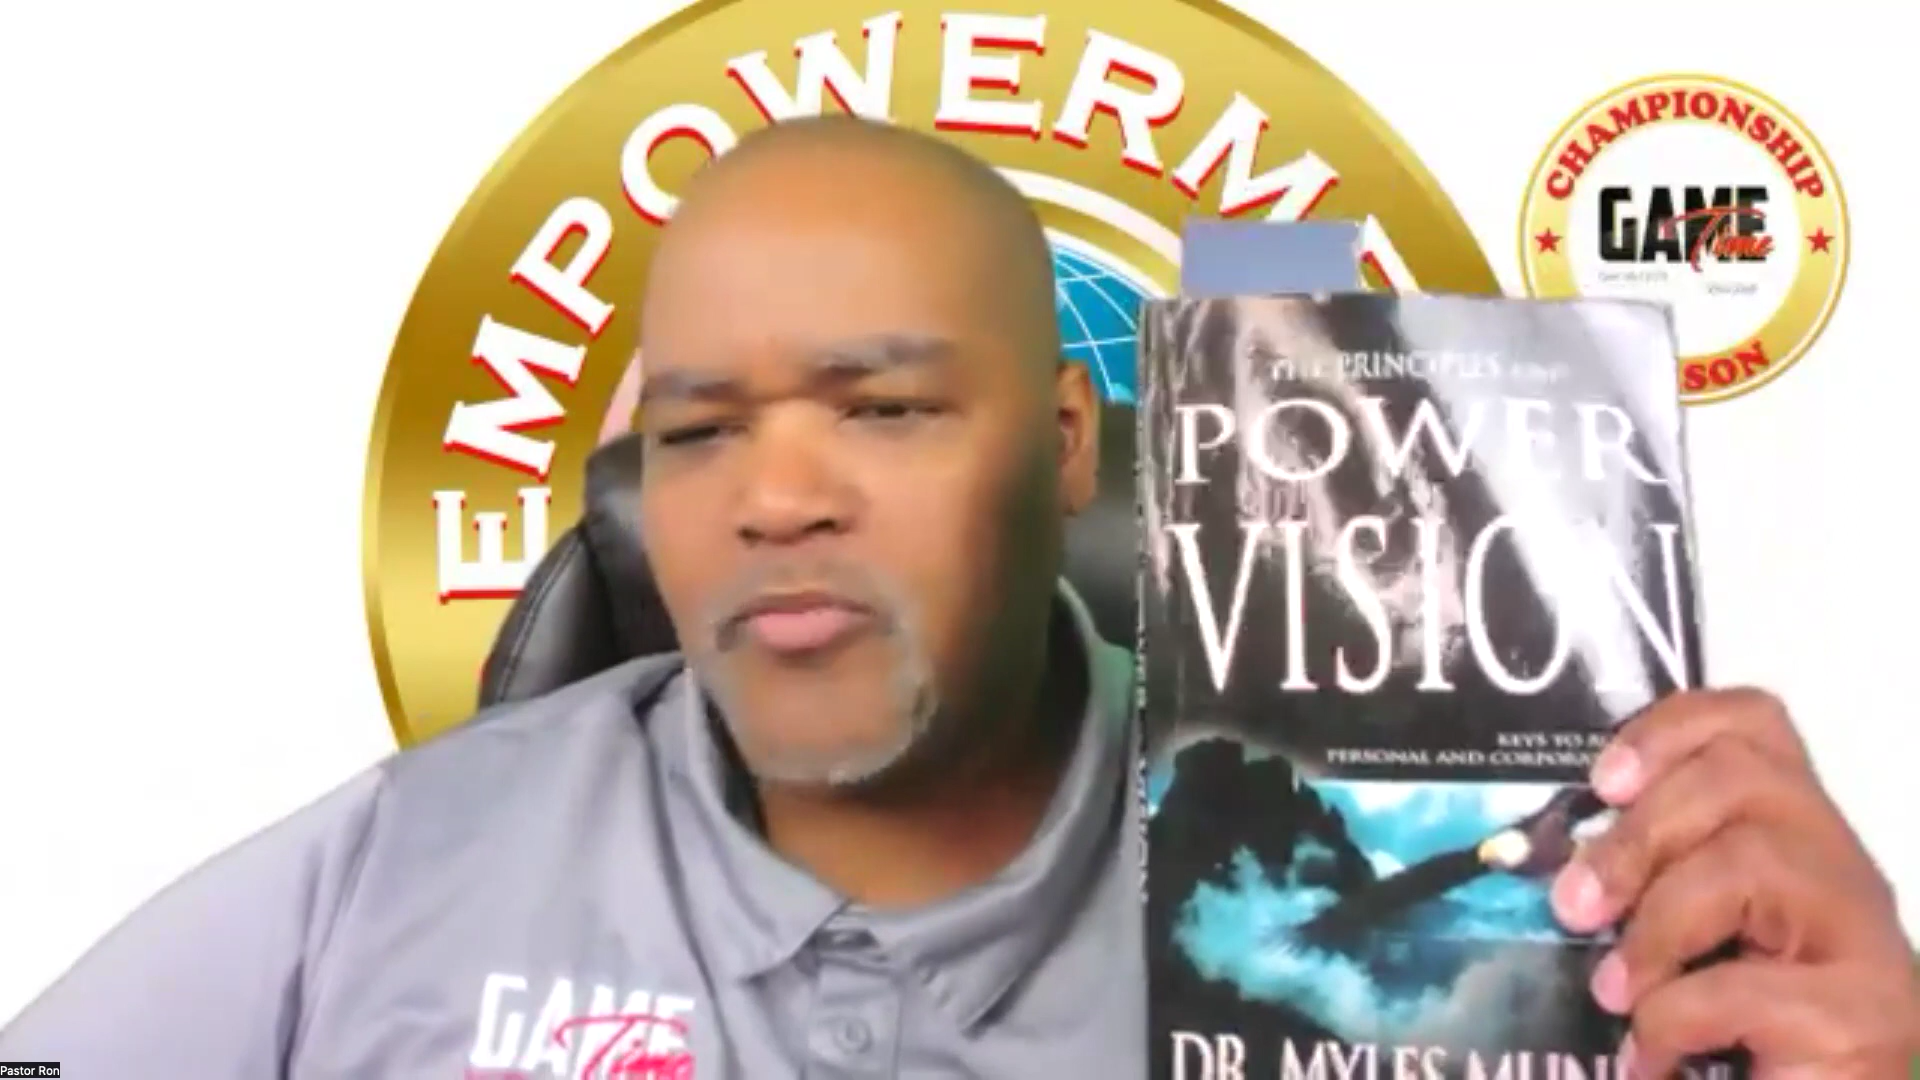 EMPOWERM
CHAMPIONSHIP
GAME
Time
SON
THE PRINCIPLES AND
POWER
VISION
KEYS TO A
PERSONAL AND CORPORA
DR. MYLES MUN
GAME
Time
Pastor Ron